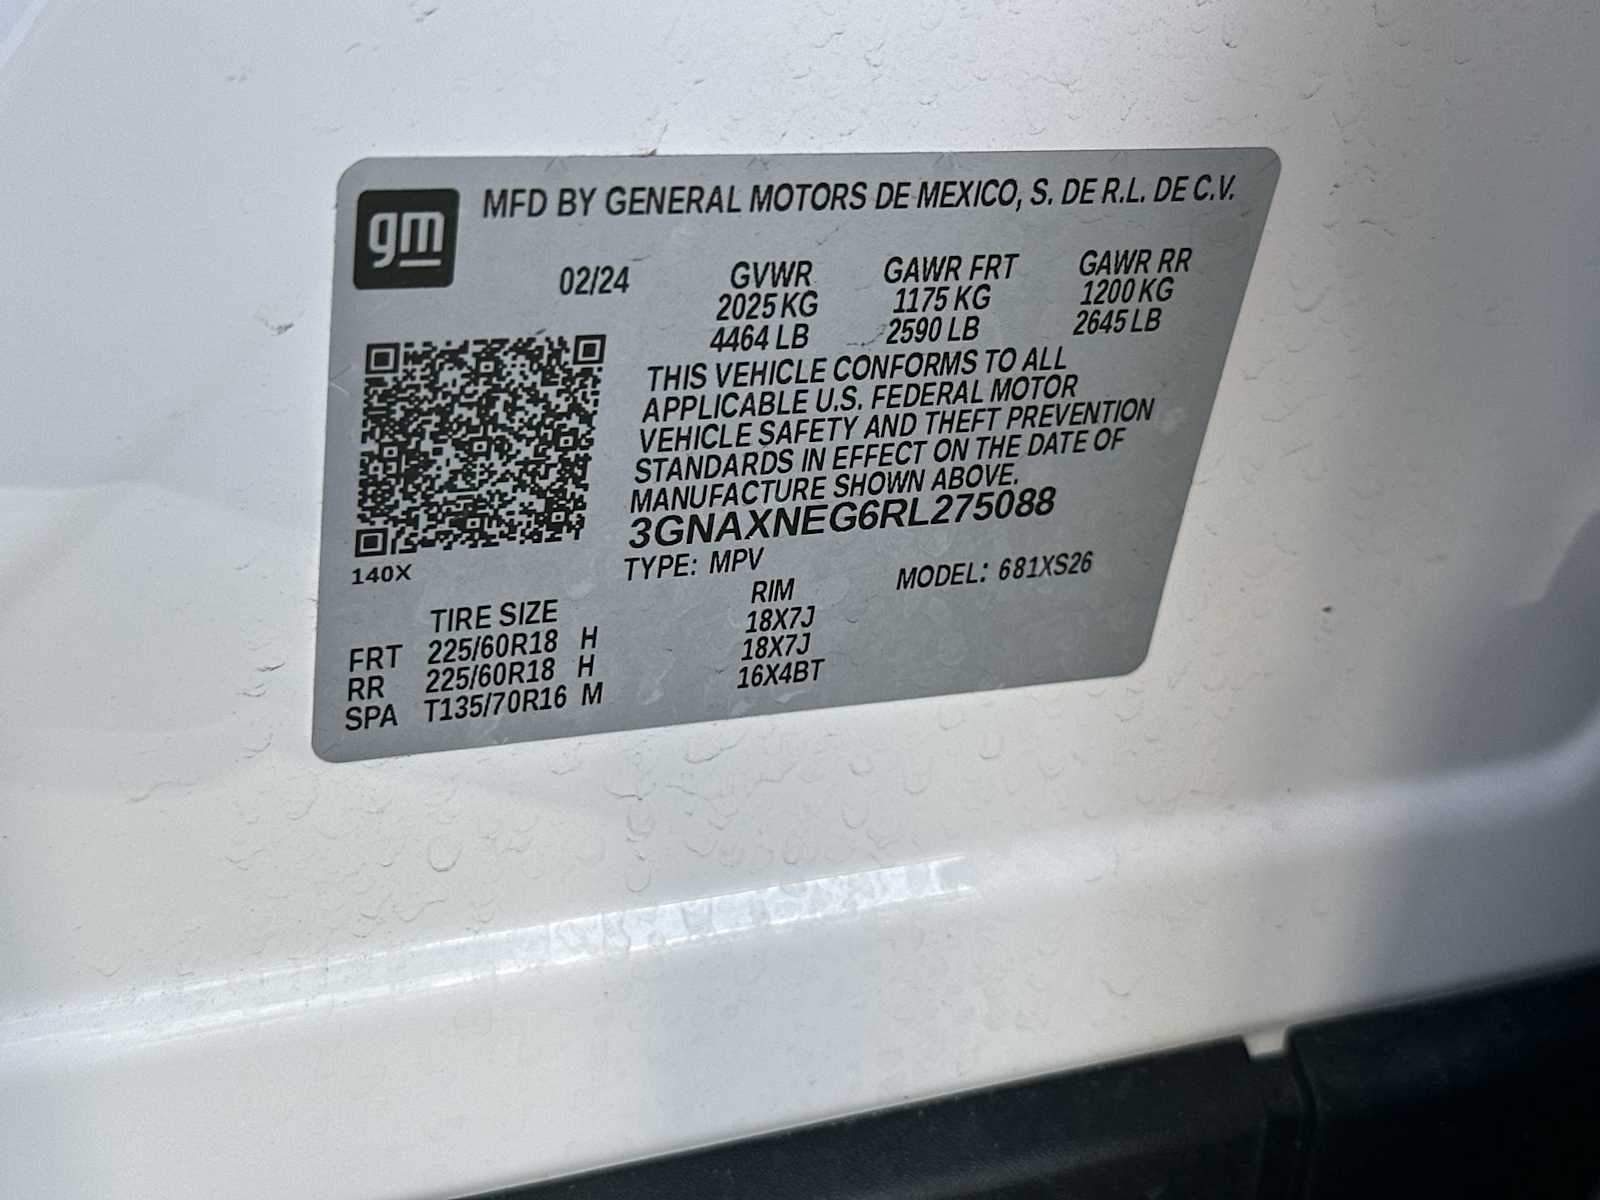 gm
MFD BY GENERAL MOTORS DE MEXICO, S. DE R.L. DE C.V.
02/24 GVWR GAWR FRT GAWR RR
2025 KG 1175 KG 1200 KG
4464 LB 2590 LB 2645 LB
THIS VEHICLE CONFORMS TO ALL
APPLICABLE U.S. FEDERAL MOTOR
VEHICLE SAFETY AND THEFT PREVENTION
STANDARDS IN EFFECT ON THE DATE OF
MANUFACTURE SHOWN ABOVE.
3GNAXNEG6RL275088
140X
TYPE: MPV MODEL: 681XS26
TIRE SIZE RIM
FRT 225/60R18 H 18X7J
RR 225/60R18 H 18X7J
SPA T135/70R16 M 16X4BT